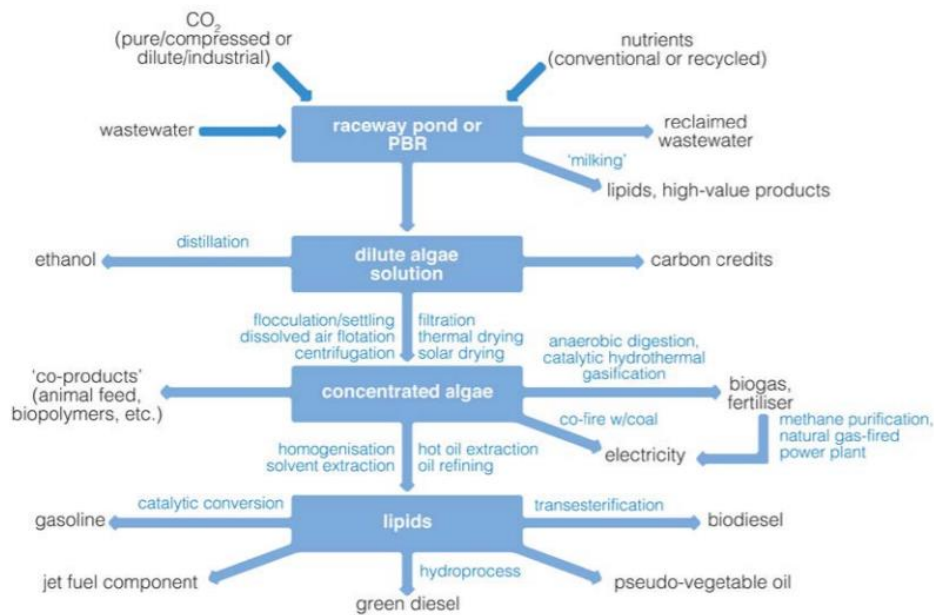 CO₂
(pure/compressed or
dilute/industrial)
nutrients
(conventional or recycled)
wastewater
raceway pond or
PBR
reclaimed
wastewater
'milking'
lipids, high-value products
distillation
ethanol
dilute algae
solution
carbon credits
flocculation/settling
dissolved air flotation
centrifugation
filtration
thermal drying
solar drying
anaerobic digestion,
catalytic hydrothermal
gasification
'co-products'
(animal feed,
biopolymers, etc.)
concentrated algae
biogas,
fertiliser
co-fire w/coal
methane purification,
natural gas-fired
power plant
electricity
homogenisation
solvent extraction
hot oil extraction
oil refining
catalytic conversion
gasoline
lipids
transesterification
biodiesel
jet fuel component
hydroprocess
green diesel
pseudo-vegetable oil